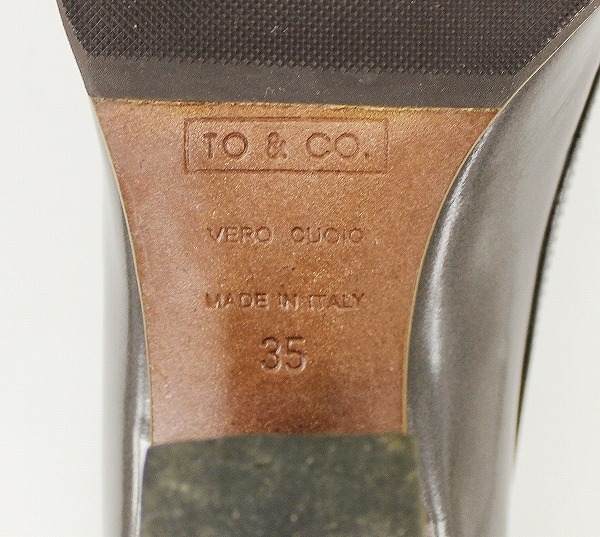 TO & CO.
VERO CUOIO
MADE IN ITALY
35